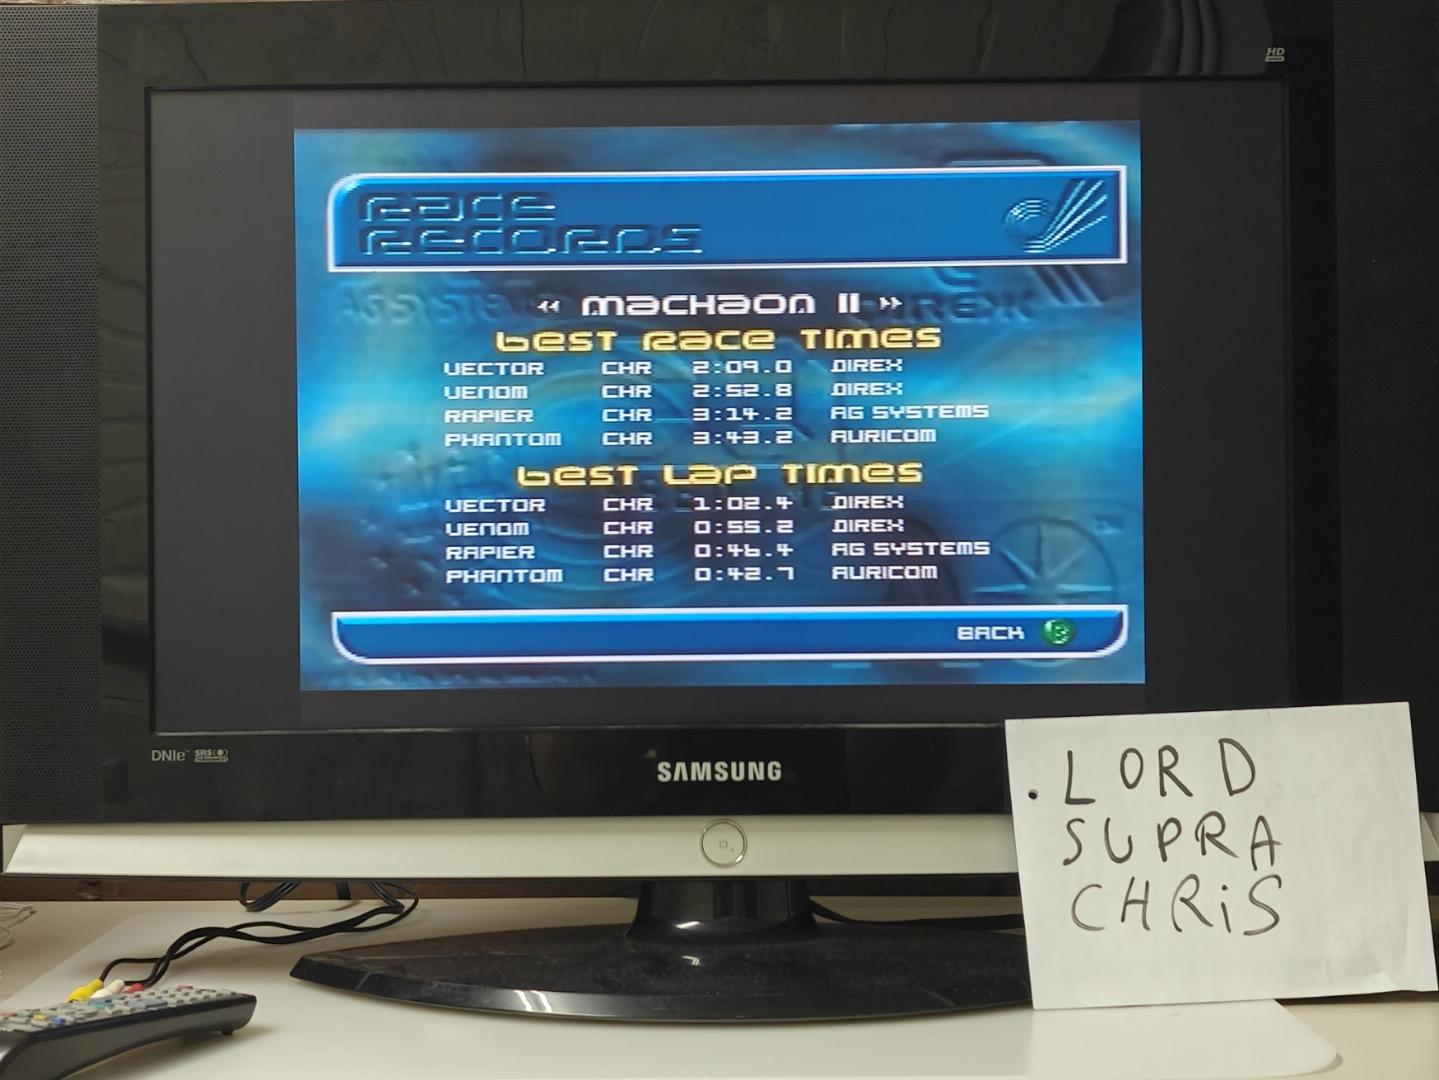 HD
RACE
RECORDS
MACHAON II
BEST RACE TIMES
VECTOR CHR 2:09.0 DIREX
VENOM CHR 2:52.8 DIREX
RAPIER CHR 3:14.2 AG SYSTEMS
PHANTOM CHR 3:43.2 AURICOM
BEST LAP TIMES
VECTOR CHR 1:02.4 DIREX
VENOM CHR 0:55.2 DIREX
RAPIER CHR 0:46.4 AG SYSTEMS
PHANTOM CHR 0:42.7 AURICOM
BACK B
DNIe™ SRS
SAMSUNG
LORD
SUPRA
CHRiS